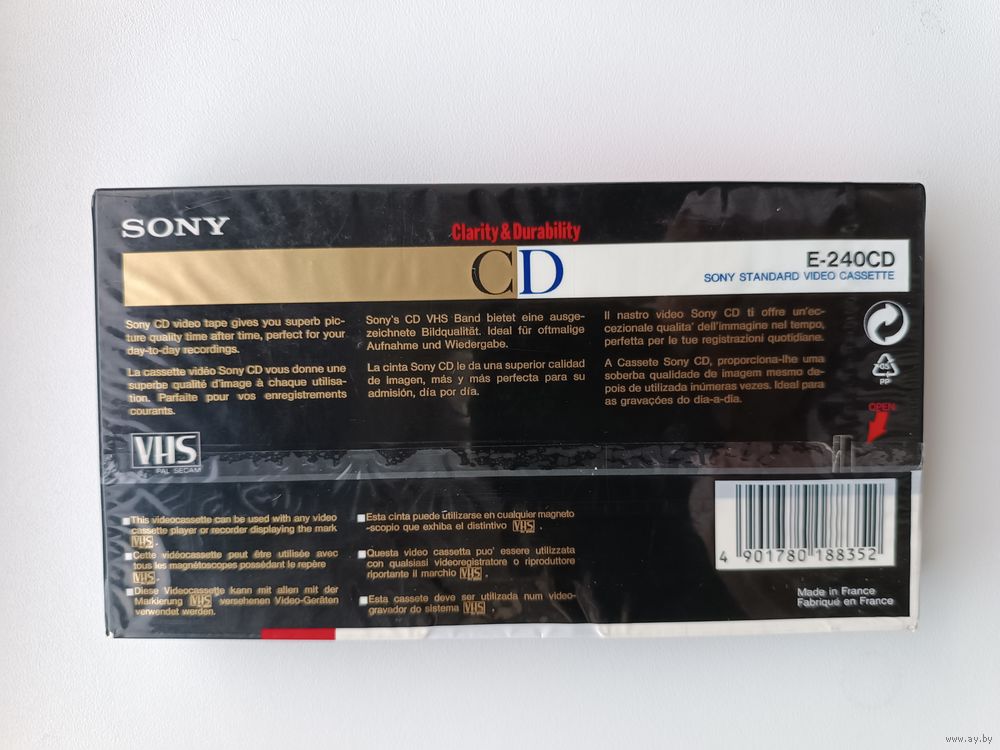 SONY
Clarity & Durability
CD
E-240CD
SONY STANDARD VIDEO CASSETTE
Sony CD video tape gives you superb pic-
ture quality time after time, perfect for your
day-to-day recordings.
La cassette vidéo Sony CD vous donne une
superbe qualité d'image à chaque utilisa-
tion. Parfaite pour vos enregistrements
courants.
Sony's CD VHS Band bietet eine ausge-
zeichnete Bildqualität. Ideal für oftmalige
Aufnahme und Wiedergabe.
La cinta Sony CD le da una superior calidad
de imagen, más y más perfecta para su
admisión, día por día.
Il nastro video Sony CD ti offre un'ec-
cezionale qualita' dell'immagine nel tempo,
perfetta per le tue registrazioni quotidiane.
A Cassete Sony CD, proporciona-lhe uma
soberba qualidade de imagem mesmo de-
pois de utilizada inúmeras vezes. Ideal para
as gravações do dia-a-dia.
05
PP
OPEN
VHS
PAL SECAM
This videocassette can be used with any video
cassette player or recorder displaying the mark
VHS.
Cette vidéocassette peut être utilisée avec
tous les magnétoscopes possédant le repère
VHS.
Diese Videocassette kann mit allen mit der
Markierung VHS versehenen Video-Geräten
verwendet werden.
Esta cinta puede utilizarse en cualquier magneto
-scopio que exhiba el distintivo VHS.
Questa video cassetta puo' essere utilizzata
con qualsiasi videoregistratore o riproduttore
riportante il marchio VHS.
Esta cassete deve ser utilizada num video-
gravador do sistema VHS
4 901780 188352
Made in France
Fabriqué en France
www.ay.by